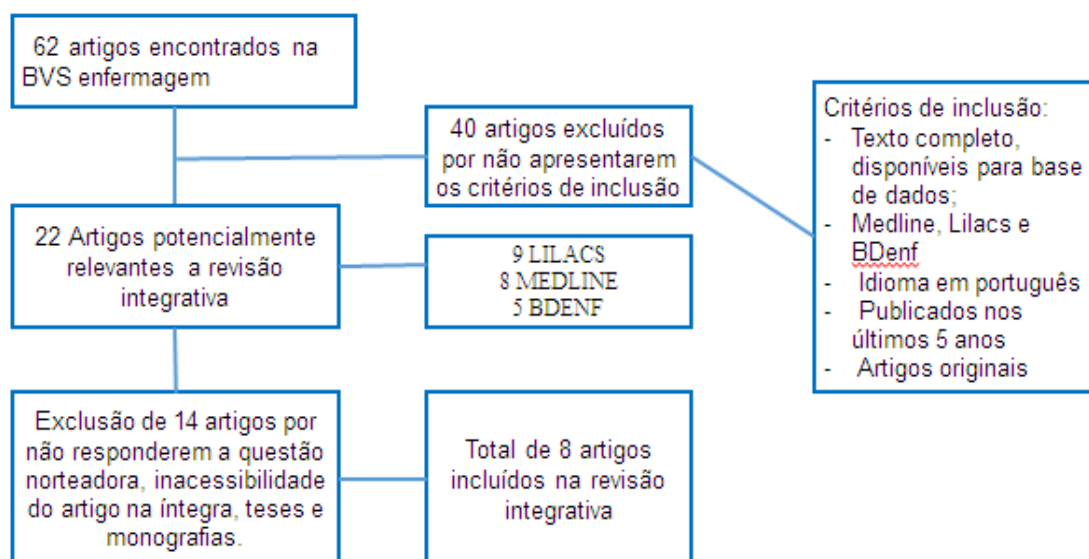 62 artigos encontrados na
BVS enfermagem
40 artigos excluídos
por não apresentarem
os critérios de inclusão
Critérios de inclusão:
- Texto completo,
disponíveis para base
de dados;
- Medline, Lilacs e
BDenf
- Idioma em português
- Publicados nos
últimos 5 anos
- Artigos originais
22 Artigos potencialmente
relevantes a revisão
integrativa
9 LILACS
8 MEDLINE
5 BDENF
Exclusão de 14 artigos por
não responderem a questão
norteadora, inacessibilidade
do artigo na íntegra, teses e
monografias.
Total de 8 artigos
incluídos na revisão
integrativa